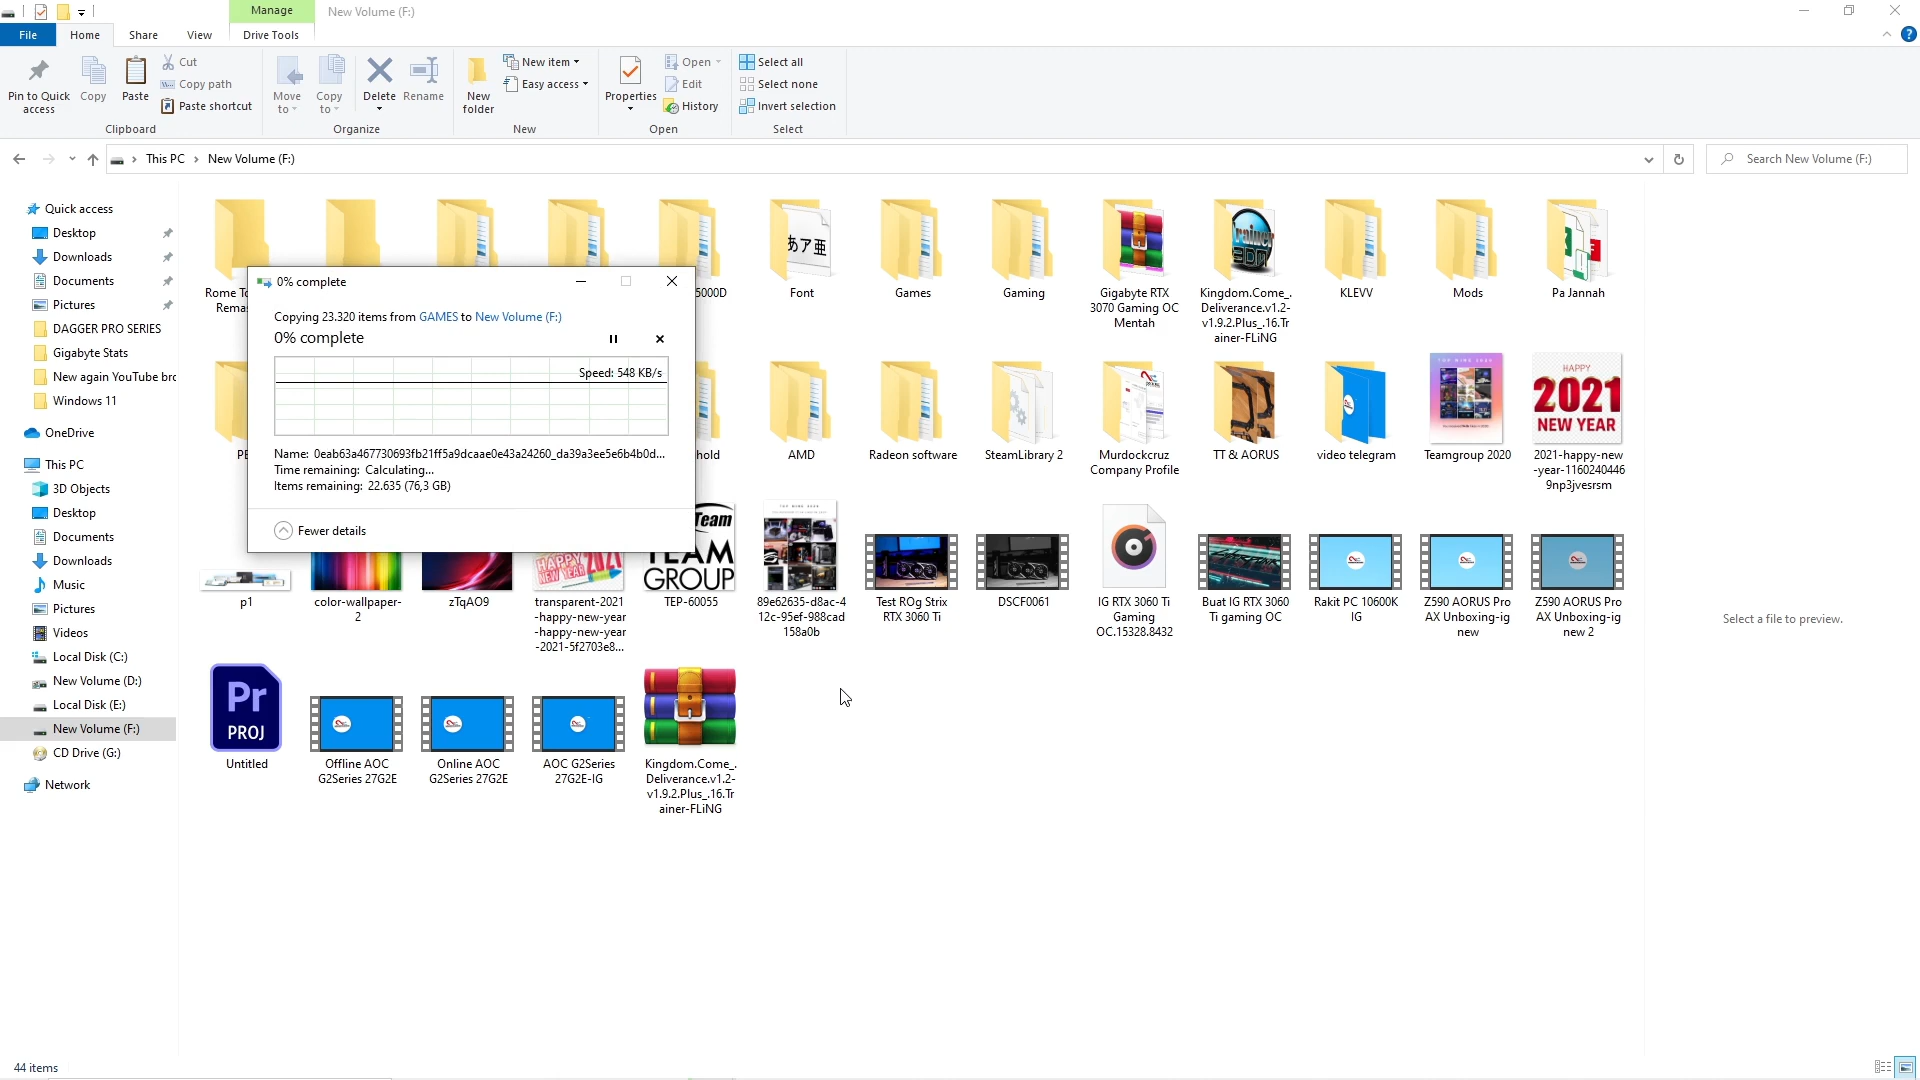 Manage
New Volume (F:)
File
Home
Share
View
Drive Tools
Pin to Quick
access
Copy
Paste
Cut
Copy path
Paste shortcut
Clipboard
Move
to
Copy
to
Delete
Rename
Organize
New
folder
New item
Easy access
New
Properties
Open
Edit
History
Open
Select all
Select none
Invert selection
Select
This PC
New Volume (F:)
Search New Volume (F:)
Quick access
Desktop
Downloads
Documents
Pictures
DAGGER PRO SERIES
Gigabyte Stats
New again YouTube brc
Windows 11
OneDrive
This PC
3D Objects
Desktop
Documents
Downloads
Music
Pictures
Videos
Local Disk (C:)
New Volume (D:)
Local Disk (E:)
New Volume (F:)
CD Drive (G:)
Network
Rome To
Rema
5000D
あア亜
Font
Games
Gaming
Gigabyte RTX
3070 Gaming OC
Mentah
Trainer
3DM
Kingdom.Come_.
Deliverance.v1.2-
v1.9.2.Plus_.16.Tr
ainer-FLiNG
KLEVV
Mods
Pa Jannah
0% complete
Copying 23.320 items from GAMES to New Volume (F:)
0% complete
Speed: 548 KB/s
Name: 0eab63a467730693fb21ff5a9dcaae0e43a24260_da39a3ee5e6b4b0d...
Time remaining: Calculating...
Items remaining: 22.635 (76,3 GB)
Fewer details
PE
hold
AMD
Radeon software
SteamLibrary 2
Murdockcruz
Company Profile
TT & AORUS
video telegram
Teamgroup 2020
HAPPY
2021
NEW YEAR
2021-happy-new
-year-1160240446
9np3jvesrsm
p1
color-wallpaper-
2
zTqAO9
HAPPY 2021
transparent-2021
-happy-new-year
-happy-new-year
-2021-5f2703e8...
Team
TEAM
GROUP
TEP-60055
89e62635-d8ac-4
12c-95ef-988cad
158a0b
Test ROg Strix
RTX 3060 Ti
DSCF0061
IG RTX 3060 Ti
Gaming
OC.15328.8432
Buat IG RTX 3060
Ti gaming OC
Rakit PC 10600K
IG
Z590 AORUS Pro
AX Unboxing-ig
new
Z590 AORUS Pro
AX Unboxing-ig
new 2
Select a file to preview.
Pr
PROJ
Untitled
Offline AOC
G2Series 27G2E
Online AOC
G2Series 27G2E
AOC G2Series
27G2E-IG
Kingdom.Come_.
Deliverance.v1.2-
v1.9.2.Plus_.16.Tr
ainer-FLiNG
44 items